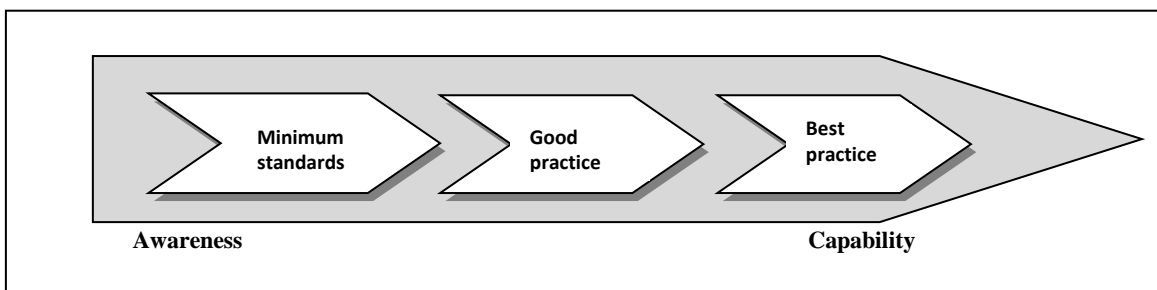 Minimum
standards
Good
practice
Best
practice
Awareness
Capability